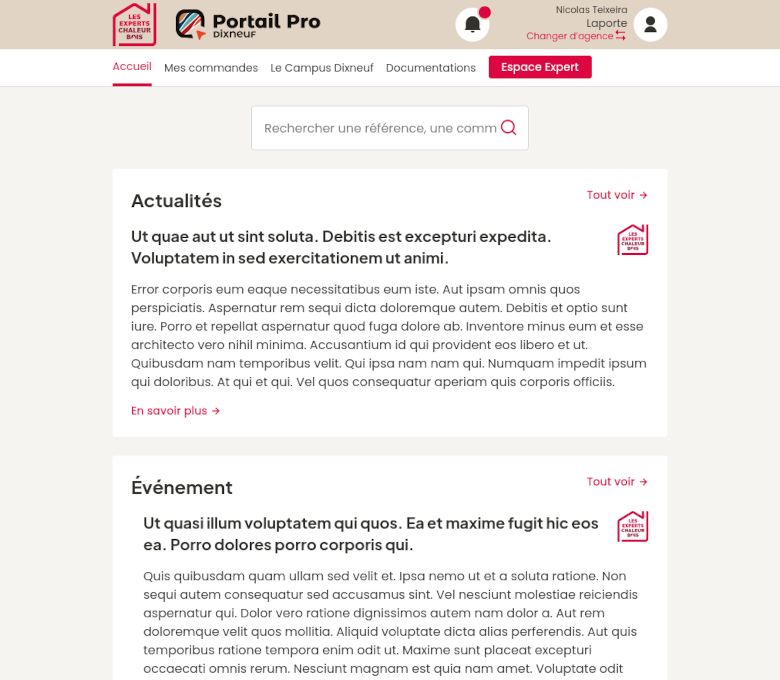 LES
EXPERTS
CHALEUR
BOIS
Portail Pro
DIXNEUF
Nicolas Teixeira
Laporte
Changer d'agence
Accueil
Mes commandes
Le Campus Dixneuf
Documentations
Espace Expert
Rechercher une référence, une comm
Actualités
Tout voir →
Ut quae aut ut sint soluta. Debitis est excepturi expedita.
Voluptatem in sed exercitationem ut animi.
LES
EXPERTS
CHALEUR
BOIS
Error corporis eum eaque necessitatibus eum iste. Aut ipsam omnis quos
perspiciatis. Aspernatur rem sequi dicta doloremque autem. Debitis et optio sunt
iure. Porro et repellat aspernatur quod fuga dolore ab. Inventore minus eum et esse
architecto vero nihil minima. Accusantium id qui provident eos libero et ut.
Quibusdam nam temporibus velit. Qui ipsa nam nam qui. Numquam impedit ipsum
qui doloribus. At qui et qui. Vel quos consequatur aperiam quis corporis officiis.
En savoir plus →
Événement
Tout voir →
Ut quasi illum voluptatem qui quos. Ea et maxime fugit hic eos
ea. Porro dolores porro corporis qui.
LES
EXPERTS
CHALEUR
BOIS
Quis quibusdam quam ullam sed velit et. Ipsa nemo ut et a soluta ratione. Non
sequi autem consequatur sed accusamus sint. Vel nesciunt molestiae reiciendis
aspernatur qui. Dolor vero ratione dignissimos autem nam dolor a. Aut rem
doloremque velit quos mollitia. Aliquid voluptate dicta alias perferendis. Aut quis
temporibus ratione tempora enim odit ut. Maxime sunt placeat excepturi
occaecati omnis rerum. Nesciunt magnam est quia nam amet. Voluptate odit